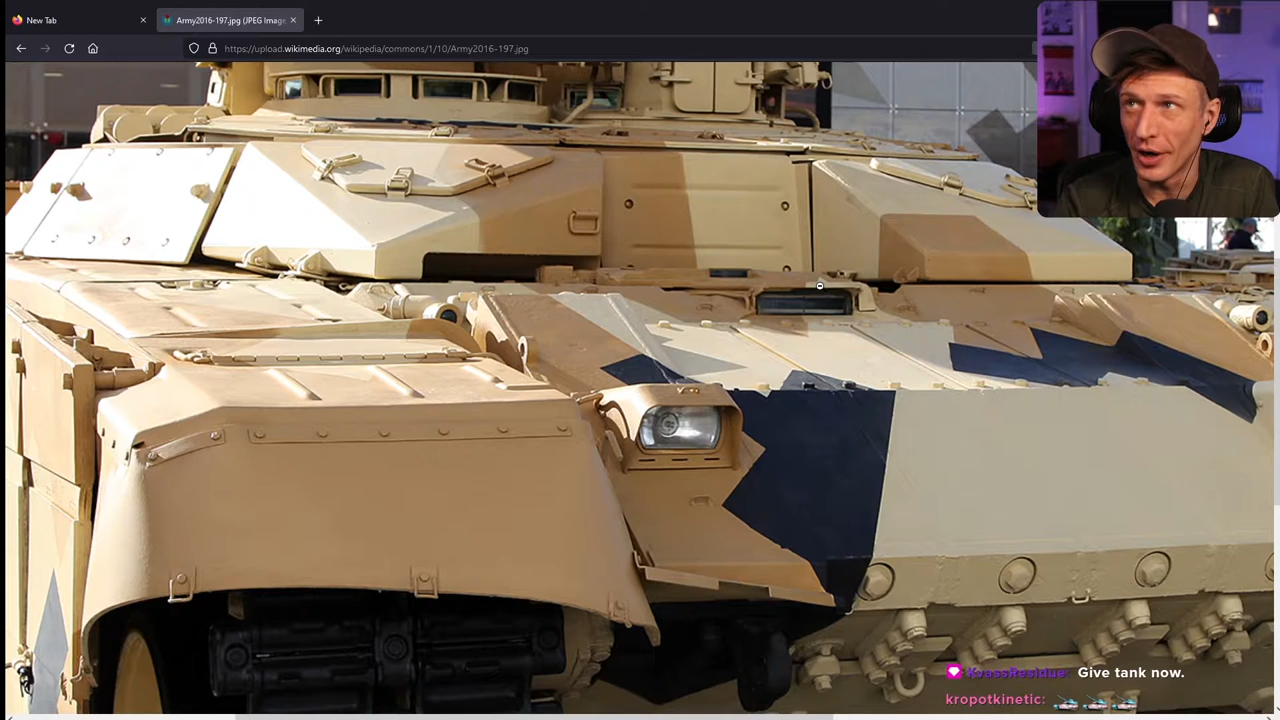 New Tab
Army2016-197.jpg (JPEG Image,
https://upload.wikimedia.org/wikipedia/commons/1/10/Army2016-197.jpg
KvassResidue: Give tank now.
kropotkinetic: